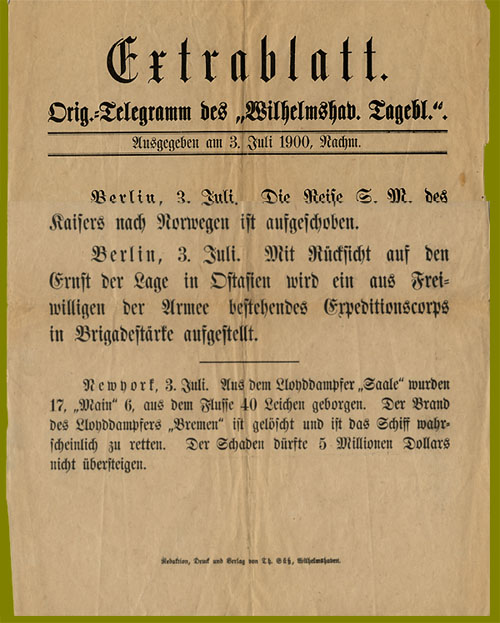 Extrablatt.
Orig.-Telegramm des „Wilhelmshav. Tagebl.“.
Ausgegeben am 3. Juli 1900, Nachm.
Berlin, 3. Juli. Die Reise S. M. des
Kaisers nach Norwegen ist aufgeschoben.
Berlin, 3. Juli. Mit Rücksicht auf den
Ernst der Lage in Ostasien wird ein aus Frei-
willigen der Armee bestehendes Expeditionscorps
in Brigadestärke aufgestellt.
Newyork, 3. Juli. Aus dem Lloyddampfer „Saale“ wurden
17, „Main“ 6, aus dem Flusse 40 Leichen geborgen. Der Brand
des Lloyddampfers „Bremen“ ist gelöscht und ist das Schiff wahr-
scheinlich zu retten. Der Schaden dürfte 5 Millionen Dollars
nicht übersteigen.
Redaktion, Druck und Verlag von Th. Süß, Wilhelmshaven.